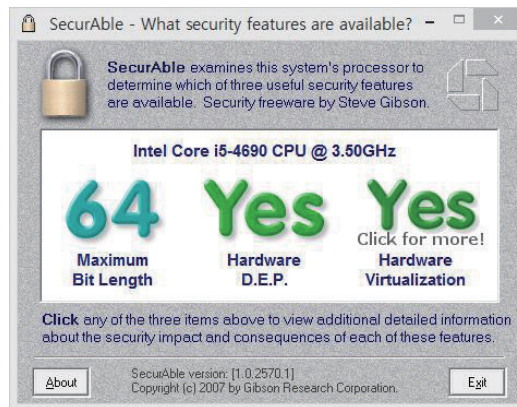 SecurAble - What security features are available?
SecurAble examines this system's processor to
determine which of three useful security features
are available. Security freeware by Steve Gibson.
Intel Core i5-4690 CPU @ 3.50GHz
64 Yes Yes
Click for more!
Maximum Hardware Hardware
Bit Length D.E.P. Virtualization
Click any of the three items above to view additional detailed information
about the security impact and consequences of each of these features.
About
SecurAble version: [1.0.2570.1]
Copyright (c) 2007 by Gibson Research Corporation.
Exit